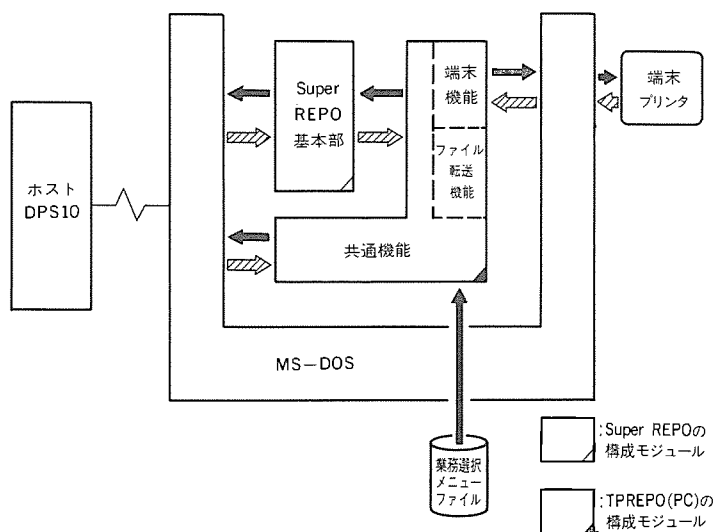 ホスト
DPS10
Super
REPO
基本部
端末
機能
ファイル
転送
機能
共通機能
端末
プリンタ
MS-DOS
業務選択
メニュー
ファイル
:Super REPOの
構成モジュール
:TPREPO(PC)の
構成モジュール